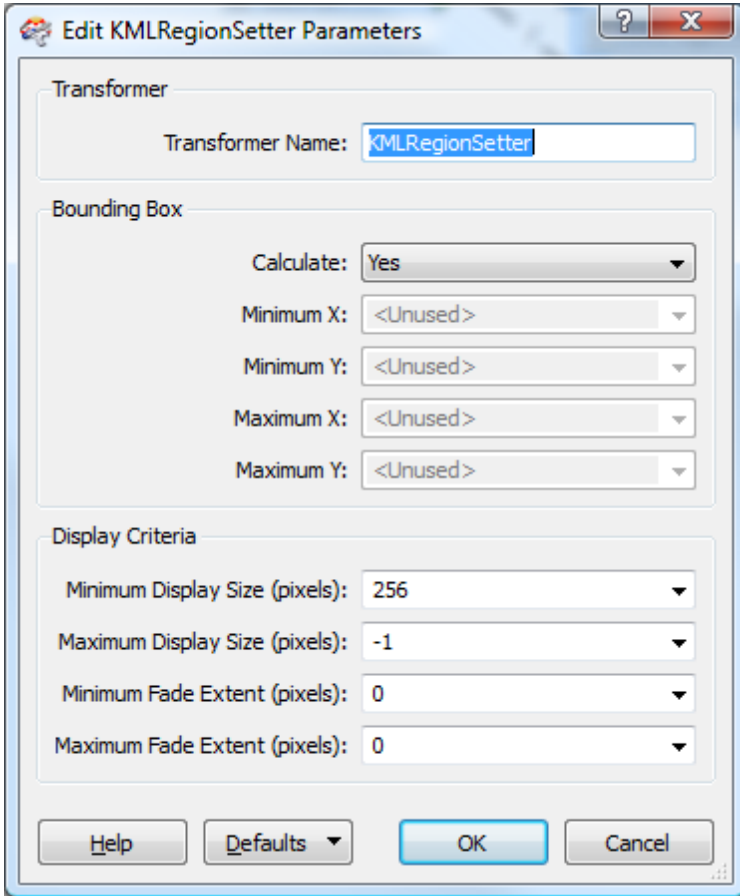 Edit KMLRegionSetter Parameters
?
Transformer
Transformer Name: KMLRegionSetter
Bounding Box
Calculate: Yes
Minimum X: <Unused>
Minimum Y: <Unused>
Maximum X: <Unused>
Maximum Y: <Unused>
Display Criteria
Minimum Display Size (pixels): 256
Maximum Display Size (pixels): -1
Minimum Fade Extent (pixels): 0
Maximum Fade Extent (pixels): 0
Help Defaults OK Cancel